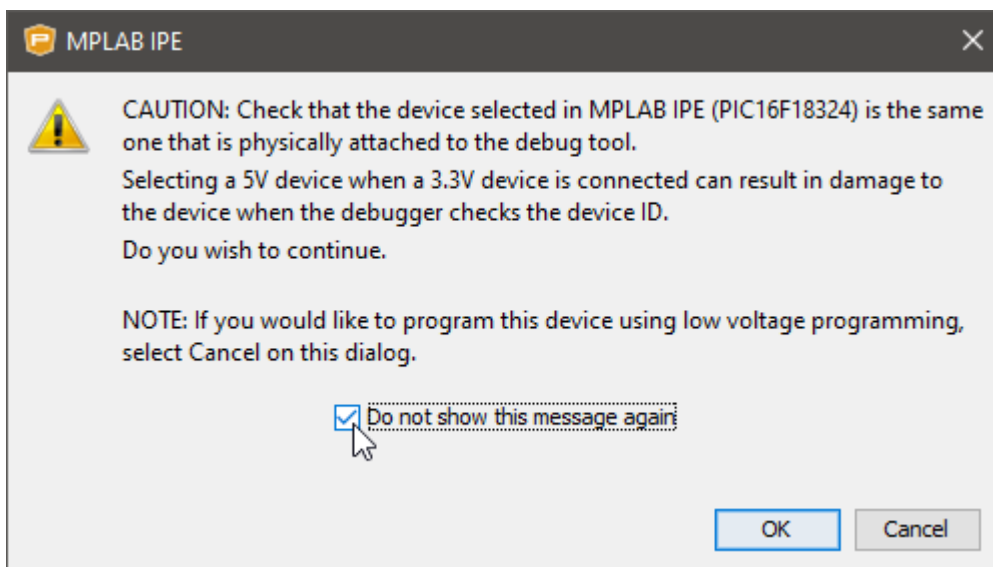 MPLAB IPE
CAUTION: Check that the device selected in MPLAB IPE (PIC16F18324) is the same
one that is physically attached to the debug tool.
Selecting a 5V device when a 3.3V device is connected can result in damage to
the device when the debugger checks the device ID.
Do you wish to continue.
NOTE: If you would like to program this device using low voltage programming,
select Cancel on this dialog.
Do not show this message again
OK
Cancel